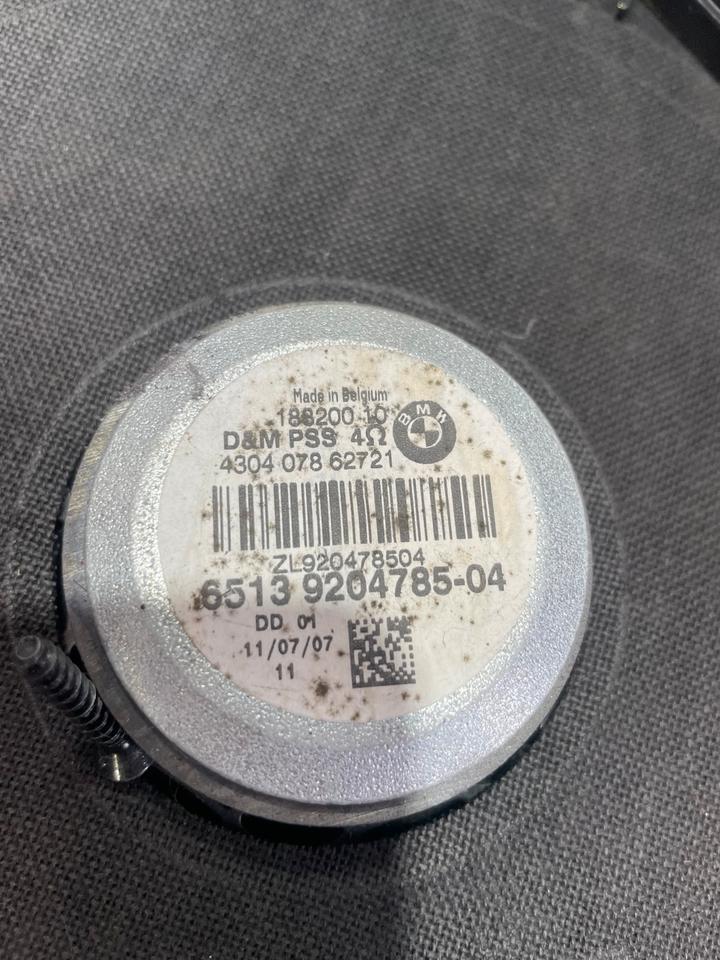 Made in Belgium
188200 10
D&M PSS 4Ω
BMW
4304 078 62721
ZL920478504
6513 9204785-04
DD 01
11/07/07
11